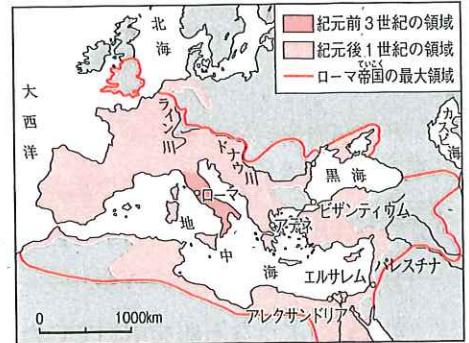 紀元前3世紀の領域
紀元後1世紀の領域
ていこく
ローマ帝国の最大領域
北海
大西洋
ライン川
ドナウ川
カスピ海
黒海
ローマ
ビザンティウム
アテネ
地中海
エルサレム
パレスチナ
アレクサンドリア
0 1000km